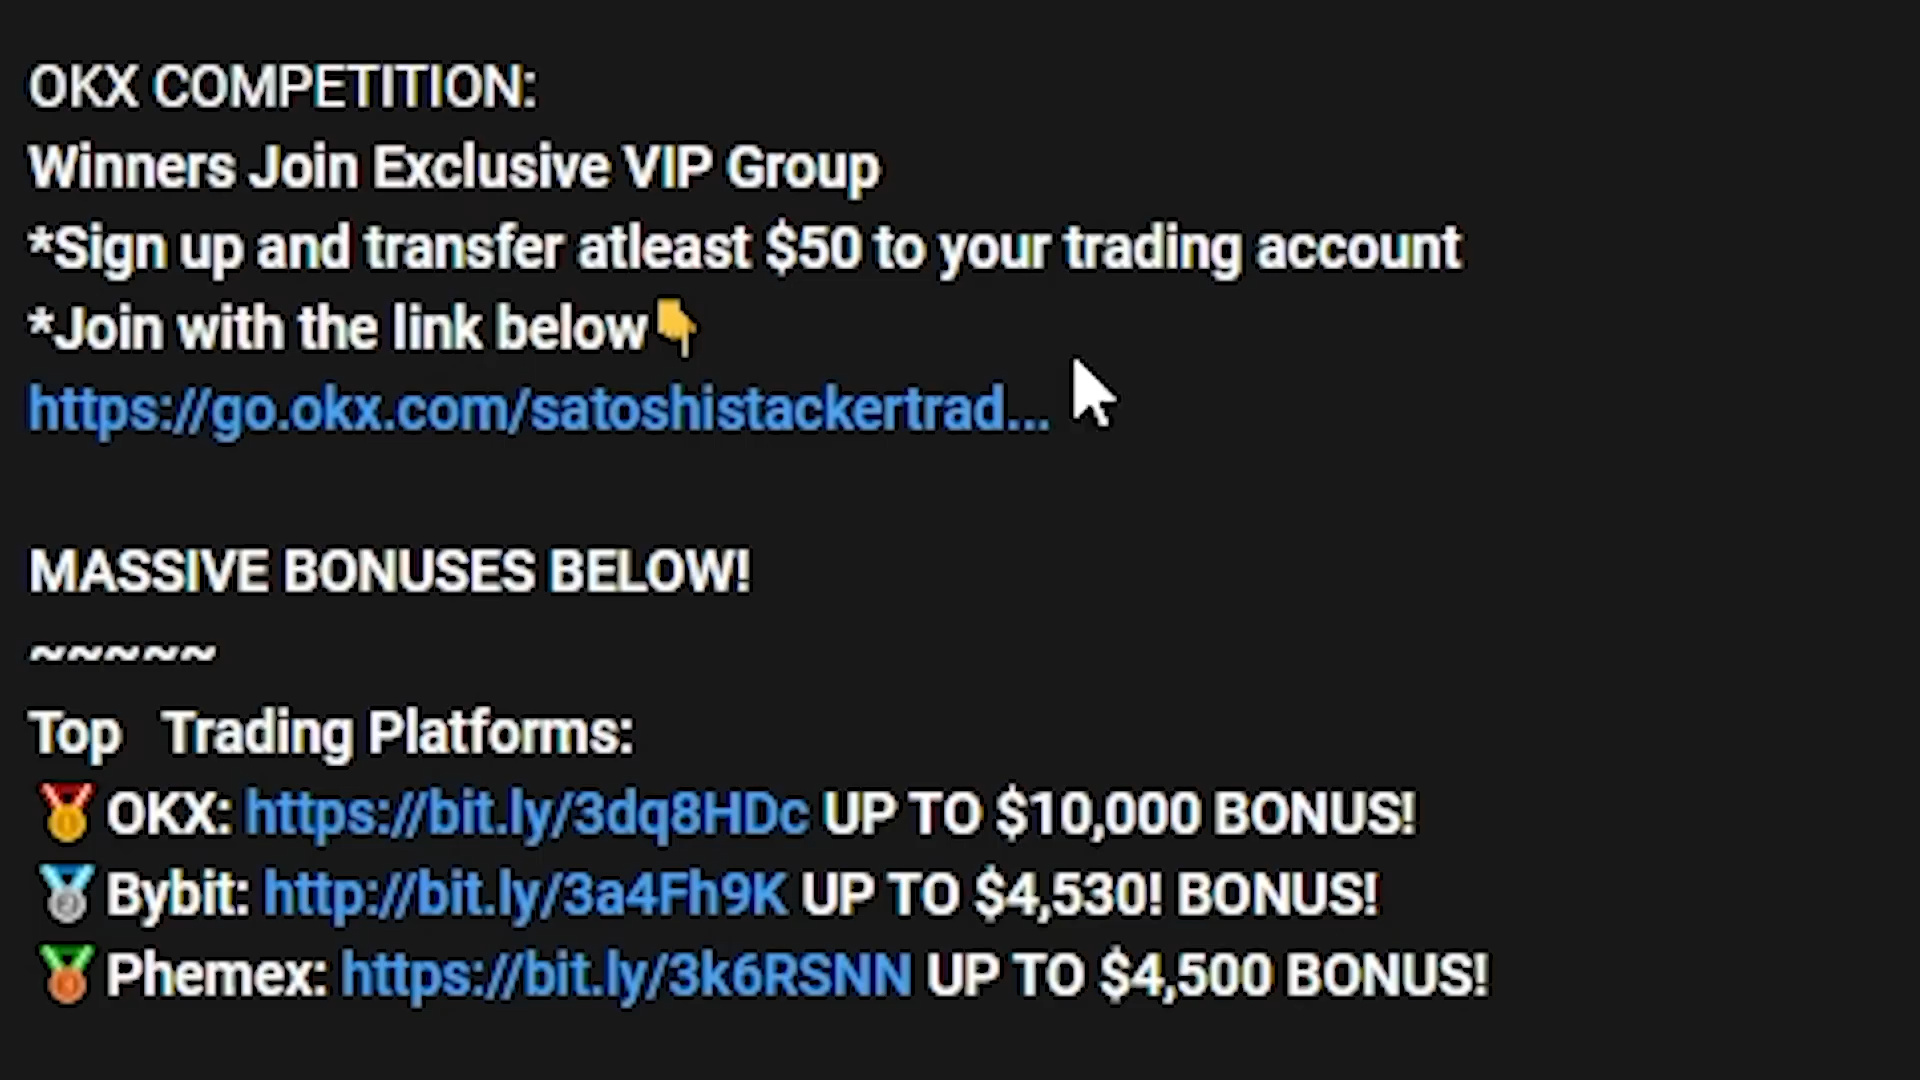 OKX COMPETITION:
Winners Join Exclusive VIP Group
*Sign up and transfer atleast $50 to your trading account
*Join with the link below👇
https://go.okx.com/satoshistackertrad...
MASSIVE BONUSES BELOW!
~~~~~
Top   Trading Platforms:
🥇OKX: https://bit.ly/3dq8HDc UP TO $10,000 BONUS!
🥈Bybit: http://bit.ly/3a4Fh9K UP TO $4,530! BONUS!
🥉Phemex: https://bit.ly/3k6RSNN UP TO $4,500 BONUS!